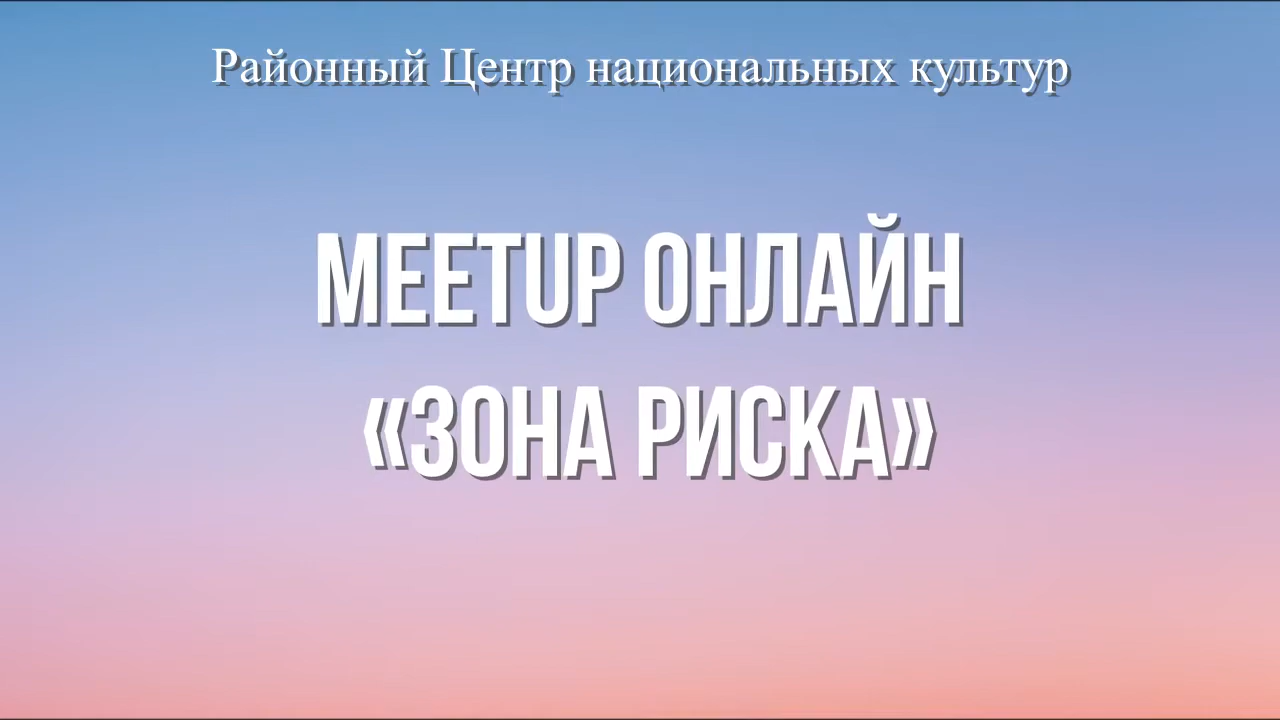 Районный Центр национальных культур
MEETUP ОНЛАЙН
«ЗОНА РИСКА»